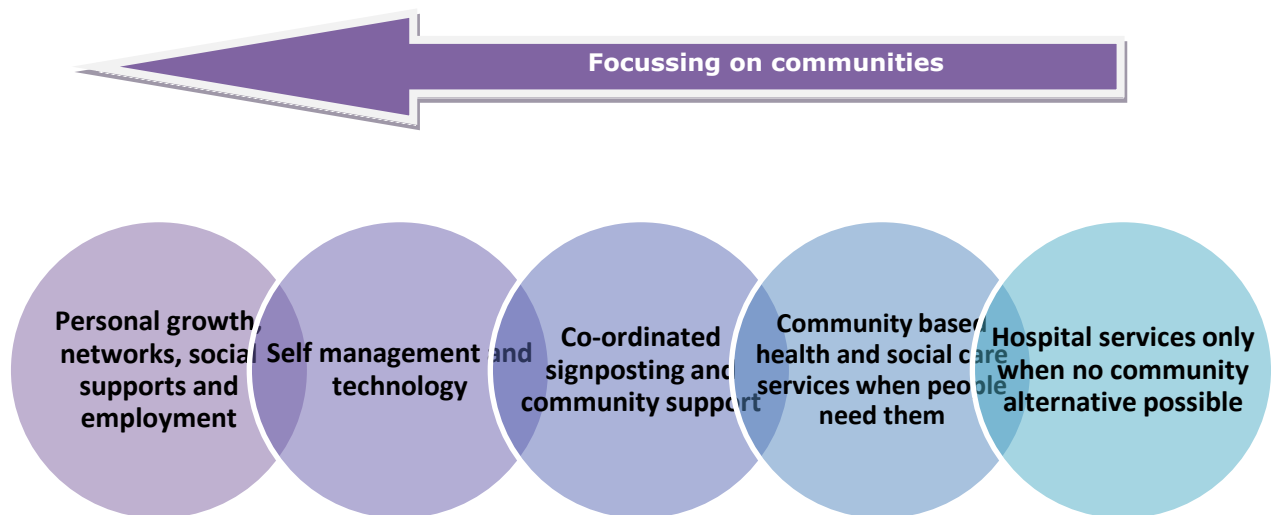 Focussing on communities
Personal growth,
networks, social
supports and
employment
Self management and
technology
Co-ordinated
signposting and
community support
Community based
health and social care
services when people
need them
Hospital services only
when no community
alternative possible